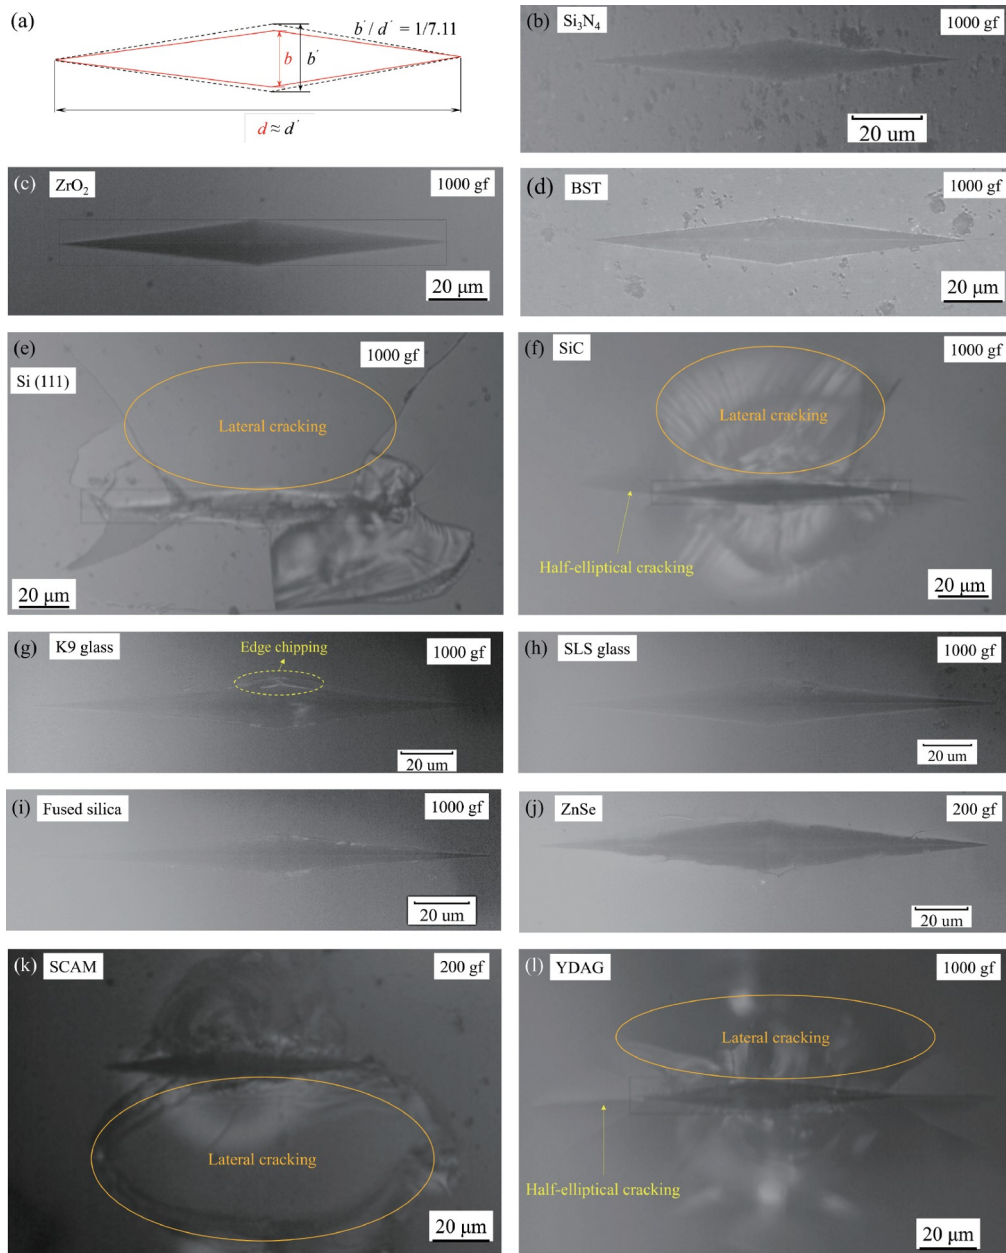 (a)
b' / d' = 1/7.11
b
b'
d ≈ d'
(b)
Si₃N₄
1000 gf
20 um
(c)
ZrO₂
1000 gf
20 μm
(d)
BST
1000 gf
20 μm
(e)
1000 gf
Si (111)
Lateral cracking
20 μm
(f)
SiC
1000 gf
Lateral cracking
Half-elliptical cracking
20 μm
(g)
K9 glass
Edge chipping
1000 gf
20 um
(h)
SLS glass
1000 gf
20 um
(i)
Fused silica
1000 gf
20 um
(j)
ZnSe
200 gf
20 um
(k)
SCAM
200 gf
Lateral cracking
20 μm
(l)
YDAG
1000 gf
Lateral cracking
Half-elliptical cracking
20 μm